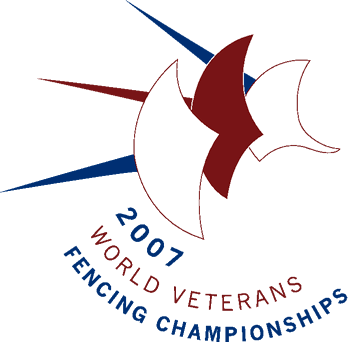 2007
WORLD VETERANS
FENCING CHAMPIONSHIPS